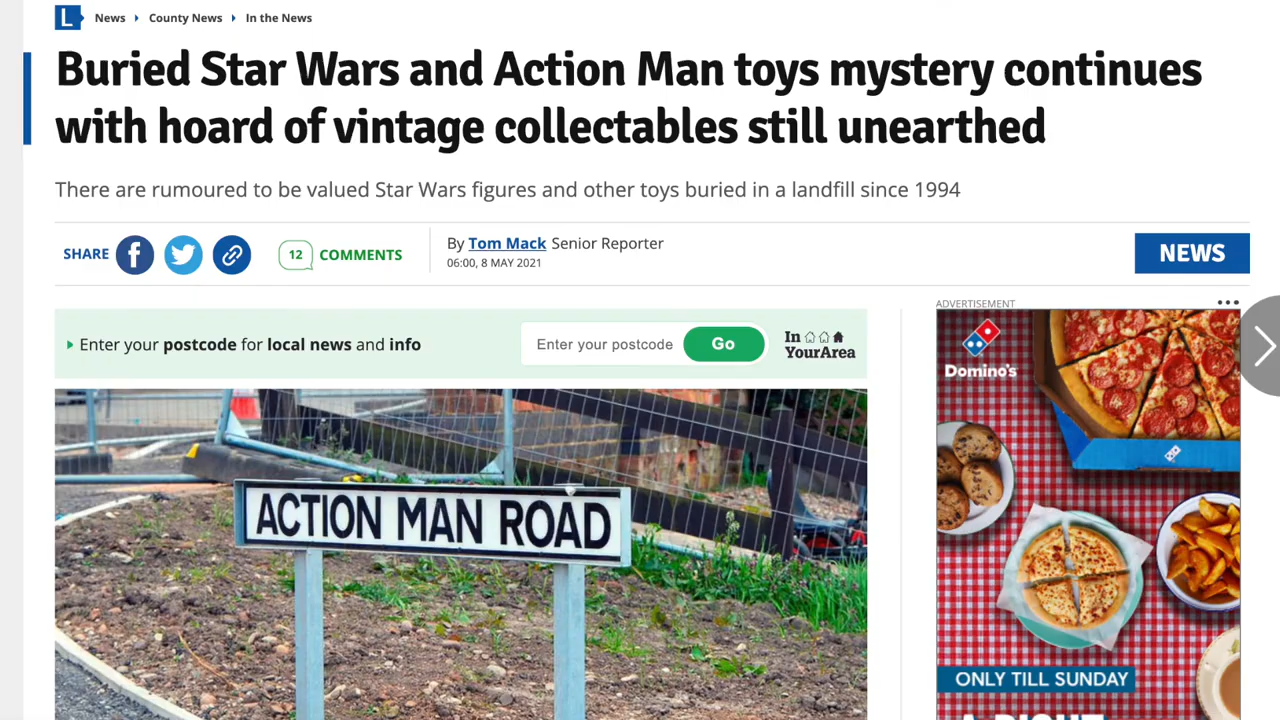 L
News
County News
In the News
Buried Star Wars and Action Man toys mystery continues
with hoard of vintage collectables still unearthed
There are rumoured to be valued Star Wars figures and other toys buried in a landfill since 1994
SHARE
12 COMMENTS
By Tom Mack Senior Reporter
06:00, 8 MAY 2021
NEWS
ADVERTISEMENT
Enter your postcode for local news and info
Enter your postcode
Go
In
YourArea
Domino's
ACTION MAN ROAD
ONLY TILL SUNDAY